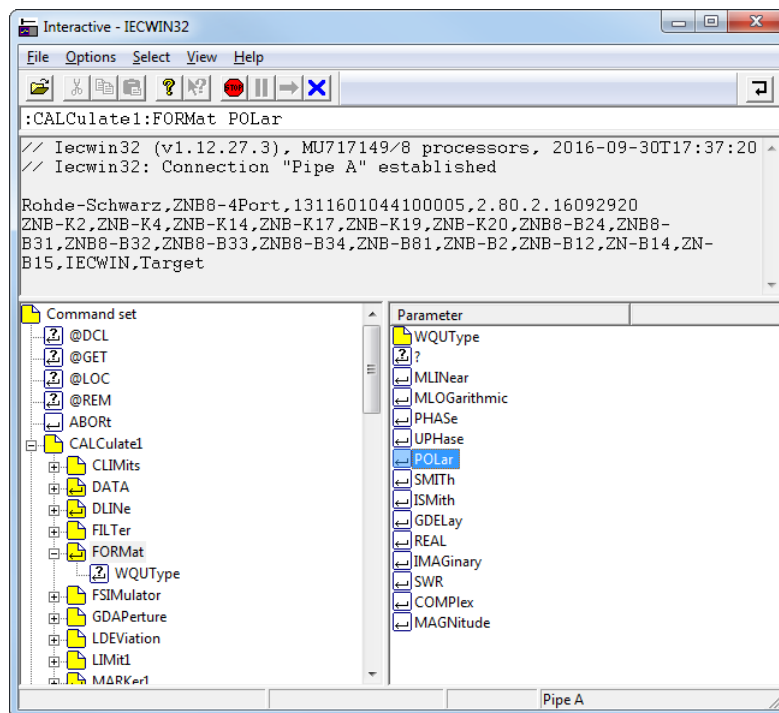 Interactive - IECWIN32
File Options Select View Help
STOP
:CALCulate1:FORMat POLar
// Iecwin32 (v1.12.27.3), MU717149/8 processors, 2016-09-30T17:37:20
// Iecwin32: Connection "Pipe A" established
Rohde-Schwarz,ZNB8-4Port,1311601044100005,2.80.2.16092920
ZNB-K2,ZNB-K4,ZNB-K14,ZNB-K17,ZNB-K19,ZNB-K20,ZNB8-B24,ZNB8-
B31,ZNB8-B32,ZNB8-B33,ZNB8-B34,ZNB-B81,ZNB-B2,ZNB-B12,ZN-B14,ZN-
B15,IECWIN,Target
Command set
@DCL
@GET
@LOC
@REM
ABORt
CALCulate1
CLIMits
DATA
DLINe
FILTer
FORMat
WQUType
FSIMulator
GDAPerture
LDEViation
LIMit1
MARKer1
Parameter
WQUType
?
MLINear
MLOGarithmic
PHASe
UPHase
POLar
SMITh
ISMith
GDELay
REAL
IMAGinary
SWR
COMPlex
MAGNitude
Pipe A